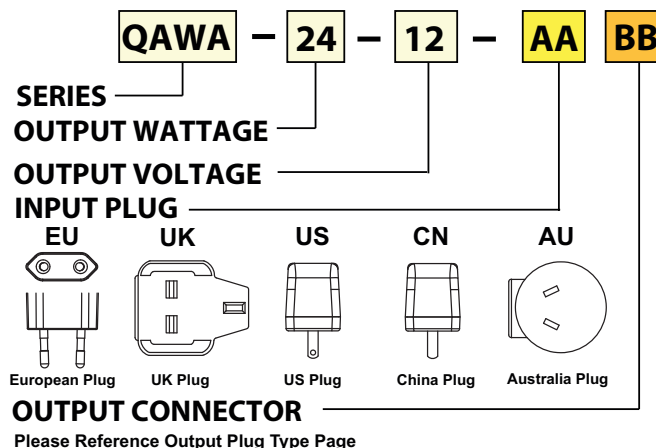 QAWA - 24 - 12 - AA BB
SERIES
OUTPUT WATTAGE
OUTPUT VOLTAGE
INPUT PLUG
EU UK US CN AU
European Plug UK Plug US Plug China Plug Australia Plug
OUTPUT CONNECTOR
Please Reference Output Plug Type Page